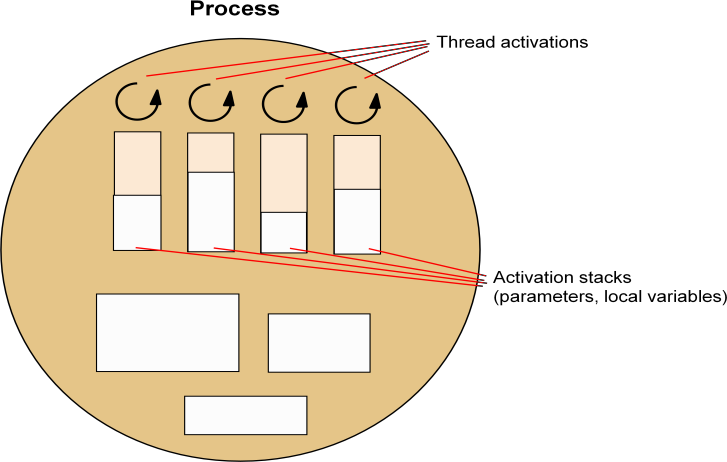 Process
Thread activations
Activation stacks
(parameters, local variables)